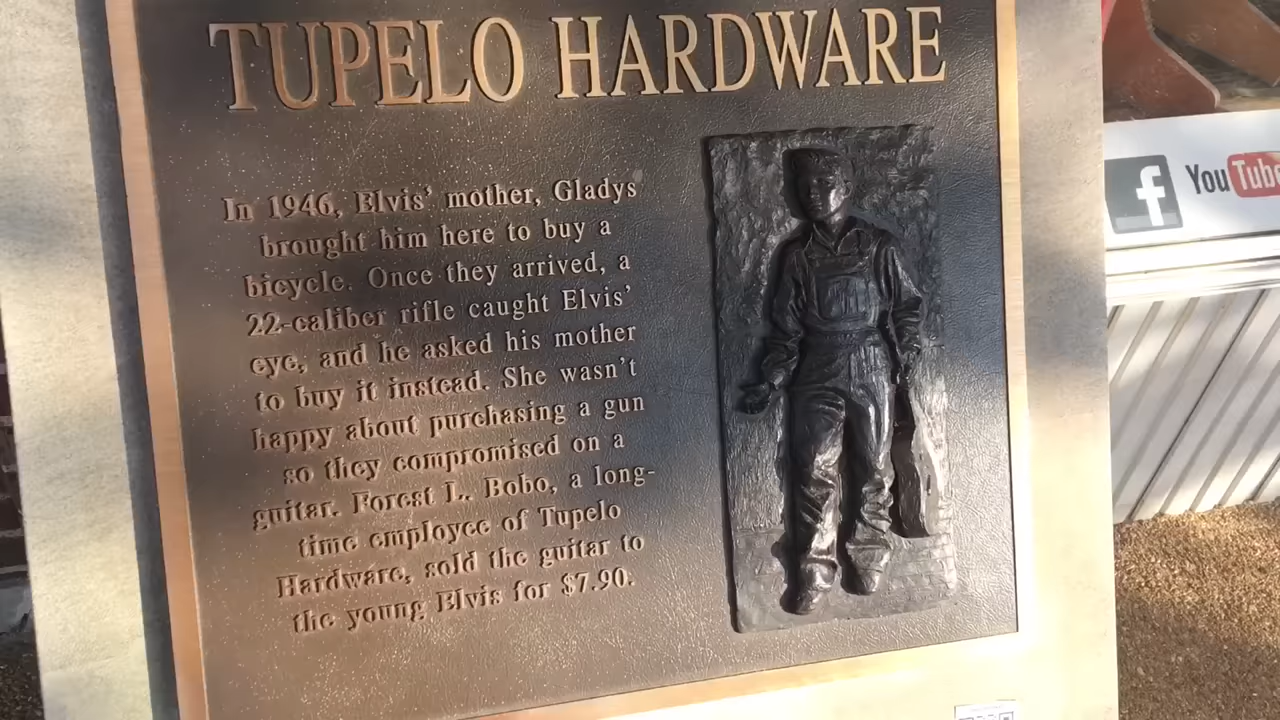 TUPELO HARDWARE
In 1946, Elvis' mother, Gladys
brought him here to buy a
bicycle. Once they arrived, a
22-caliber rifle caught Elvis'
eye, and he asked his mother
to buy it instead. She wasn't
happy about purchasing a gun
so they compromised on a
guitar. Forest L. Bobo, a long-
time employee of Tupelo
Hardware, sold the guitar to
the young Elvis for $7.90.
f
YouTube